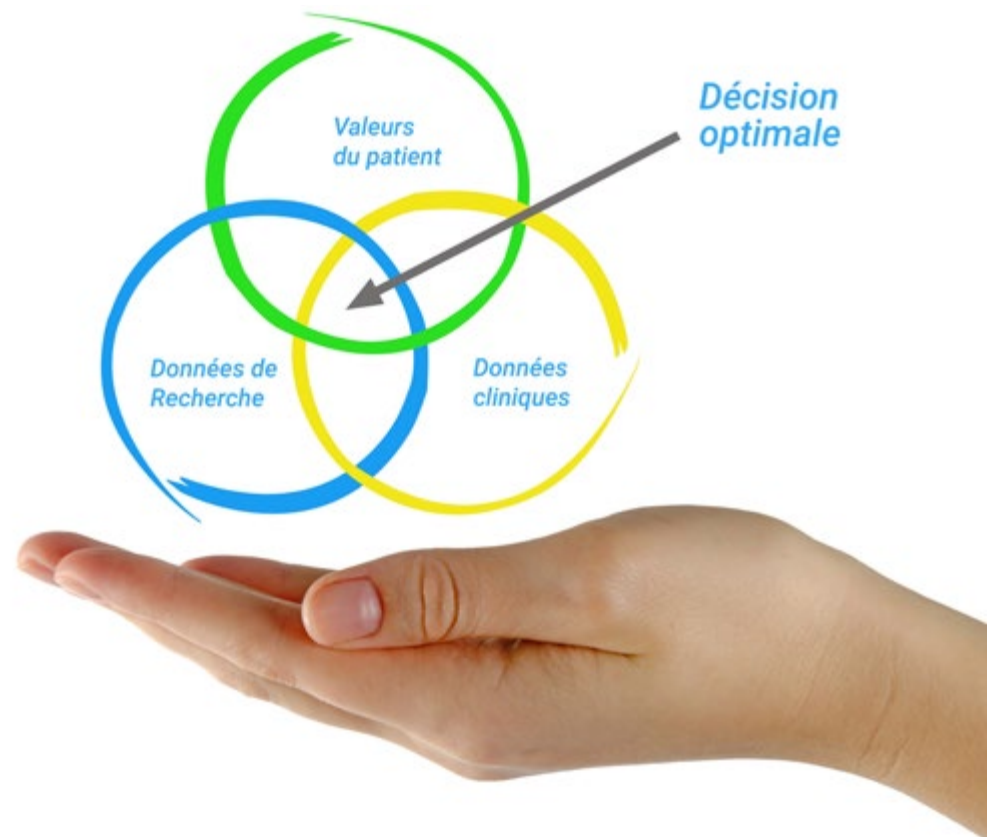 Valeurs
du patient
Décision
optimale
Données de
Recherche
Données
cliniques